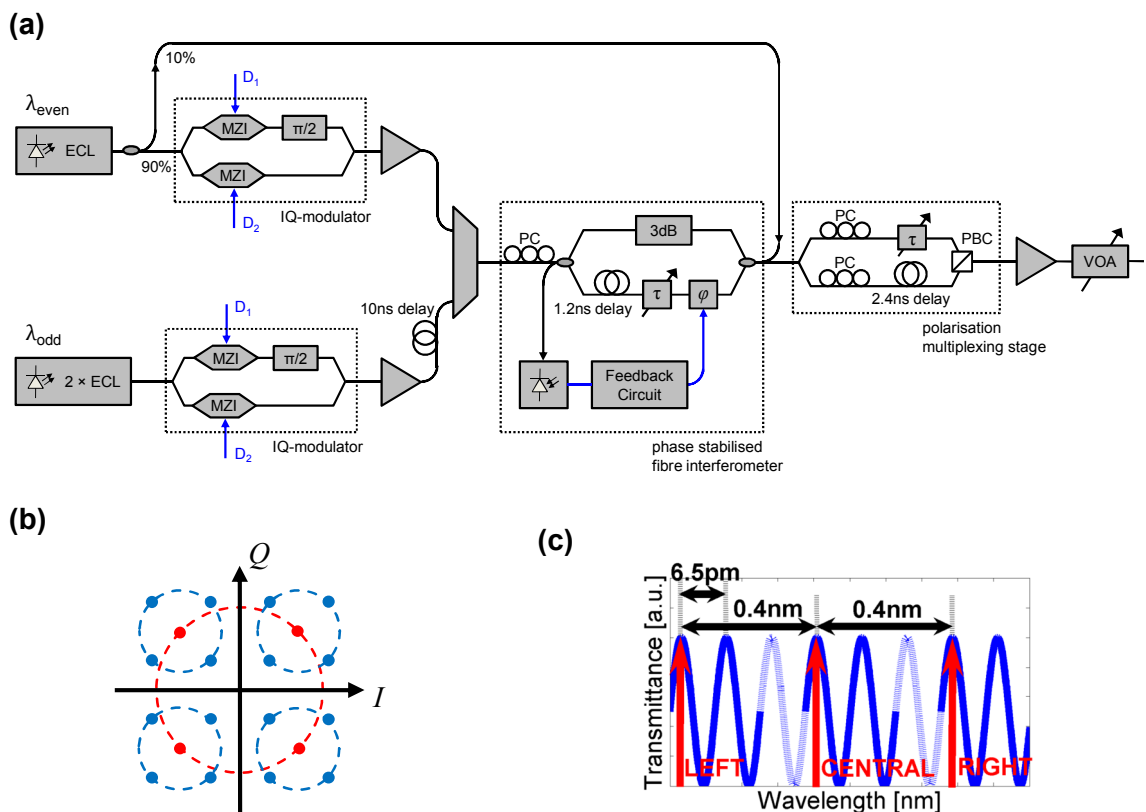 (a)
10%
λeven
D₁
ECL
MZI
π/2
90%
MZI
IQ-modulator
D₂
PC
3dB
PC
τ
PBC
10ns delay
1.2ns delay
τ
φ
PC
2.4ns delay
VOA
polarisation
multiplexing stage
λodd
D₁
2 × ECL
MZI
π/2
MZI
IQ-modulator
D₂
Feedback
Circuit
phase stabilised
fibre interferometer
(b)
Q
I
(c)
Transmittance [a.u.]
6.5pm
0.4nm
0.4nm
LEFT
CENTRAL
RIGHT
Wavelength [nm]